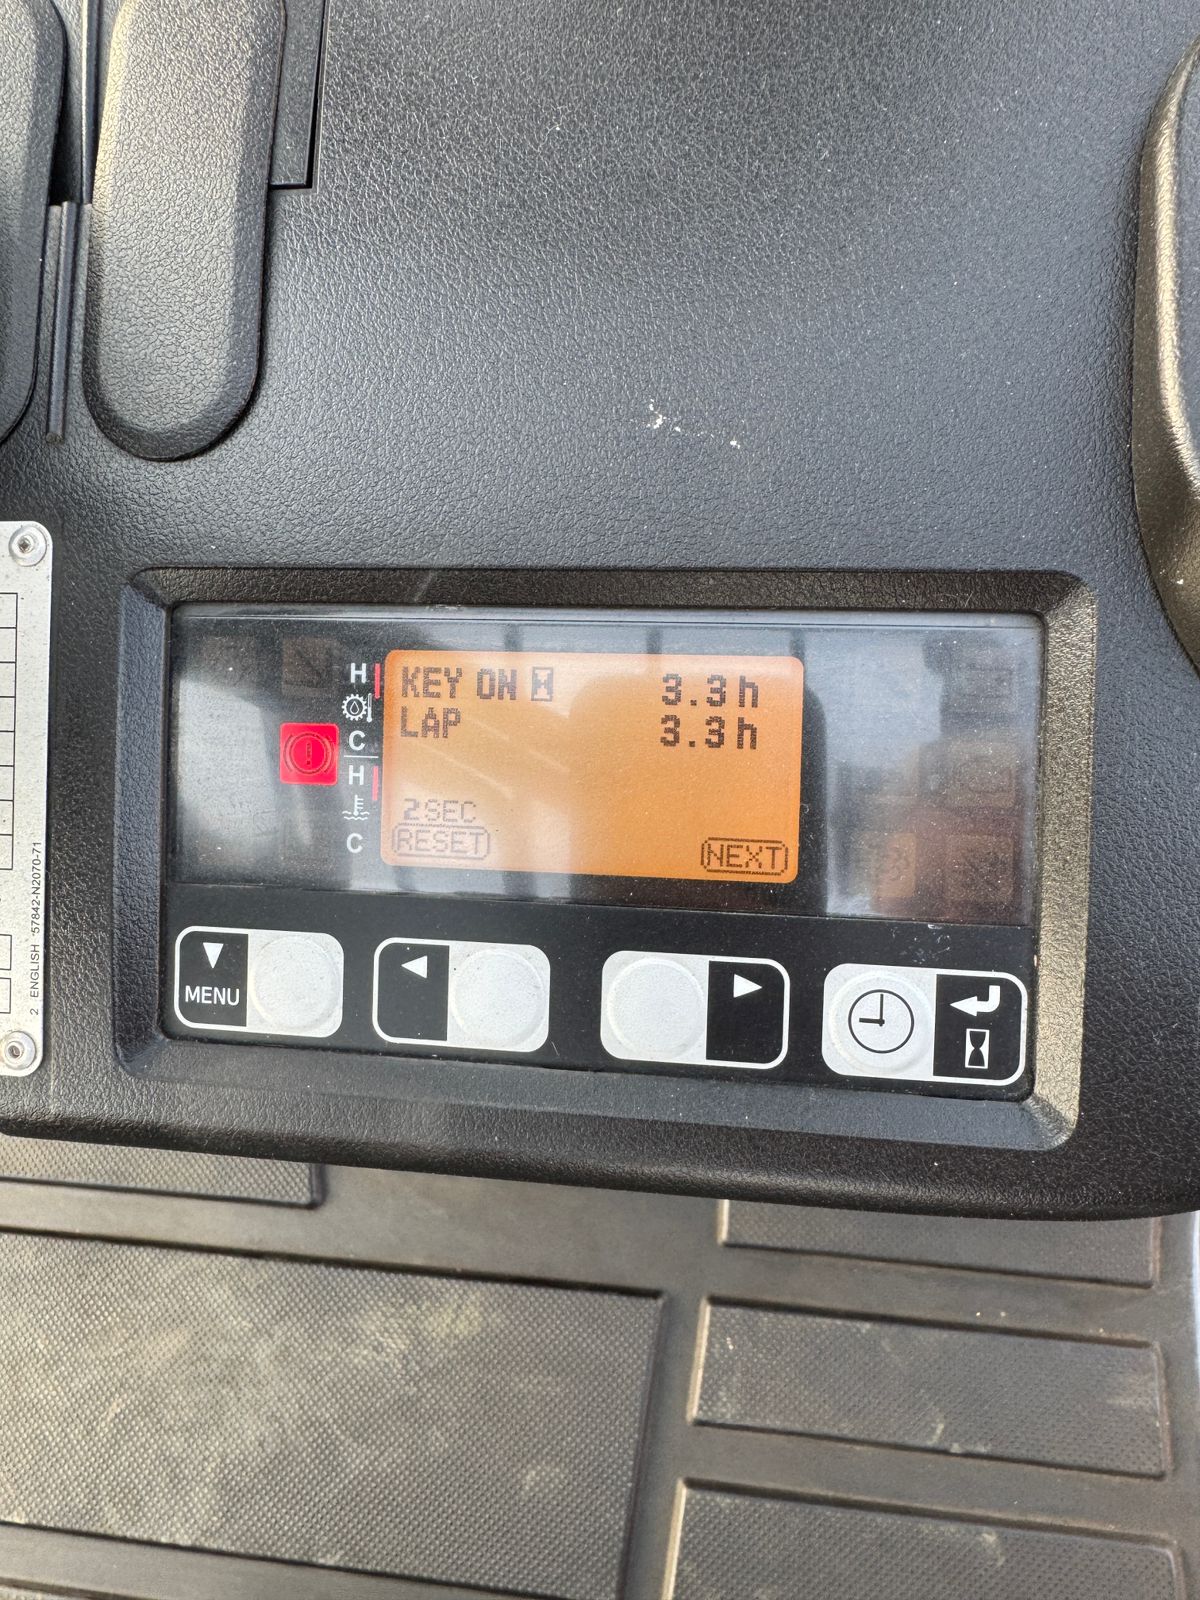 H
C
H
C
KEY ON 3.3h
LAP 3.3h
2SEC
RESET
NEXT
MENU
2 ENGLISH 57842-N2070-71